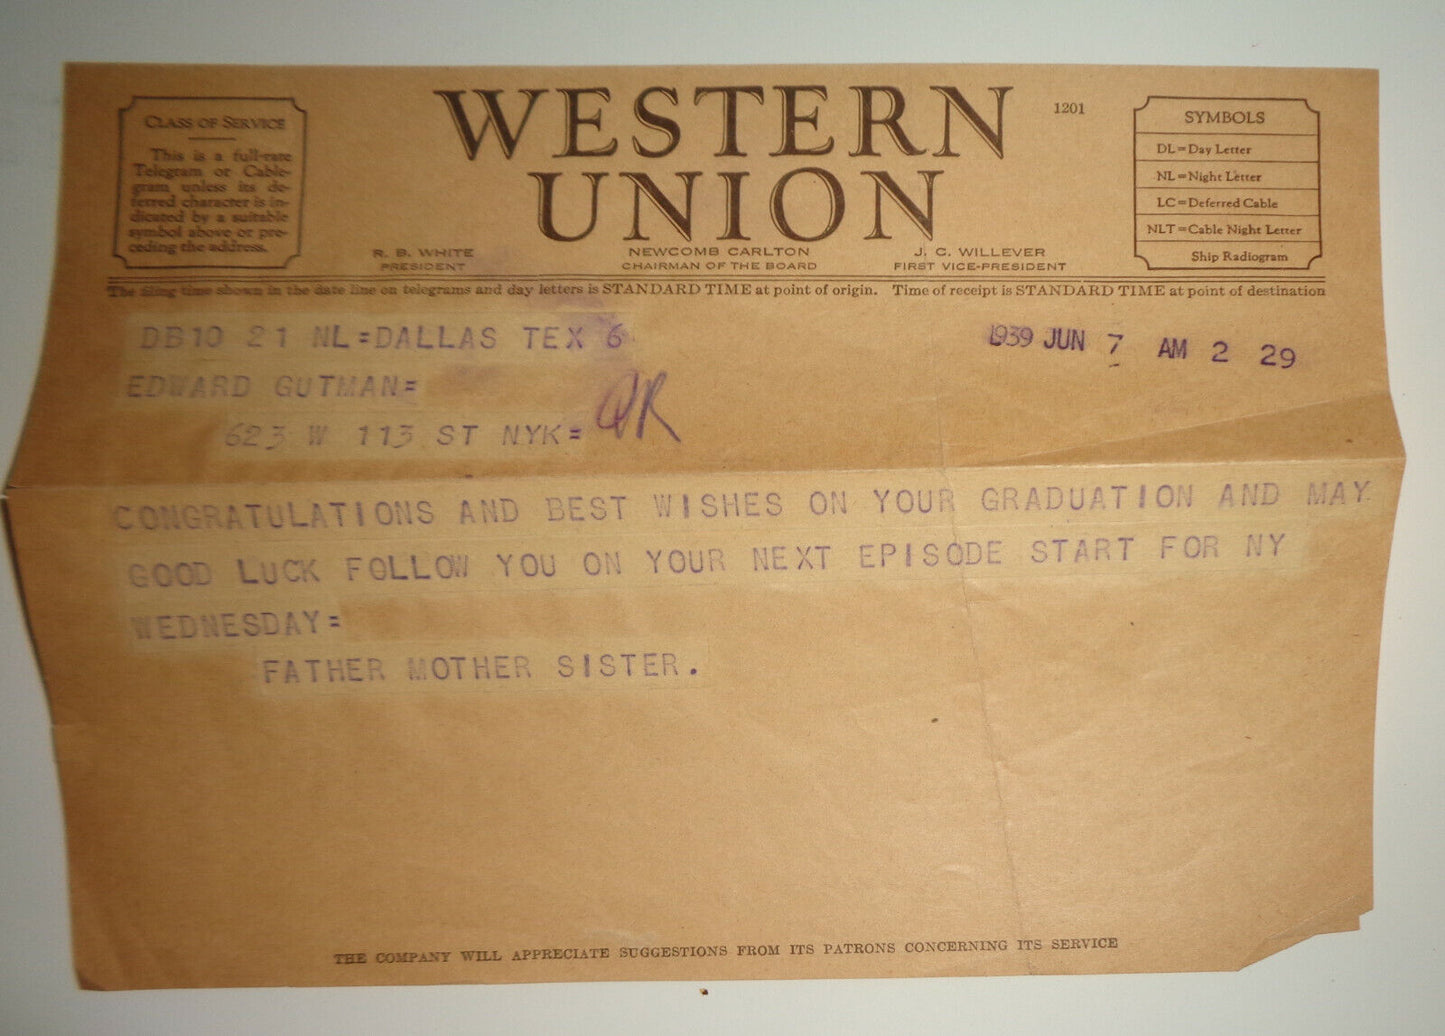 CLASS OF SERVICE
This is a full-rate
Telegram or Cable-
gram unless its de-
ferred character is in-
dicated by a suitable
symbol above or pre-
ceding the address.
WESTERN
UNION
1201
R. B. WHITE
PRESIDENT
NEWCOMB CARLTON
CHAIRMAN OF THE BOARD
J. C. WILLEVER
FIRST VICE-PRESIDENT
SYMBOLS
DL=Day Letter
NL=Night Letter
LC=Deferred Cable
NLT=Cable Night Letter
Ship Radiogram
The filing time shown in the date line on telegrams and day letters is STANDARD TIME at point of origin. Time of receipt is STANDARD TIME at point of destination
DB10 21 NL=DALLAS TEX 6
1939 JUN 7 AM 2 29
EDWARD GUTMAN=
623 W 113 ST NYK=
CONGRATULATIONS AND BEST WISHES ON YOUR GRADUATION AND MAY
GOOD LUCK FOLLOW YOU ON YOUR NEXT EPISODE START FOR NY
WEDNESDAY=
FATHER MOTHER SISTER.
THE COMPANY WILL APPRECIATE SUGGESTIONS FROM ITS PATRONS CONCERNING ITS SERVICE